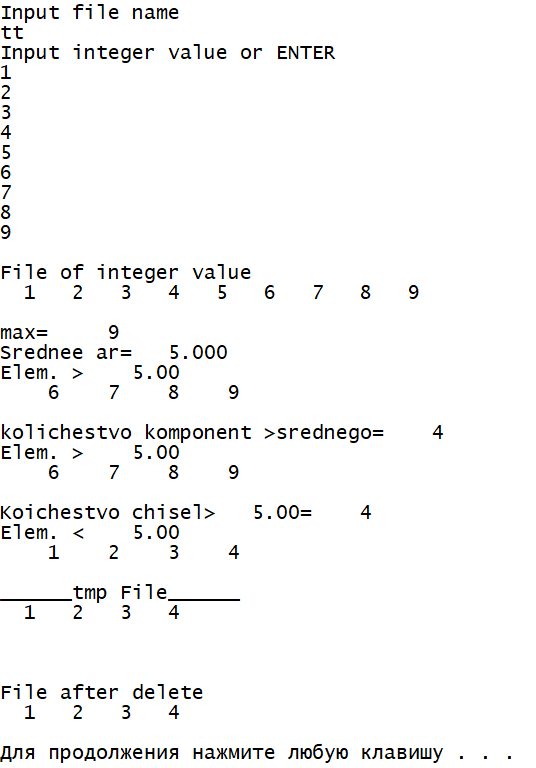 Input file name
tt
Input integer value or ENTER
1
2
3
4
5
6
7
8
9
File of integer value
1 2 3 4 5 6 7 8 9
max= 9
Srednee ar= 5.000
Elem. > 5.00
6 7 8 9
kolichestvo komponent >srednego= 4
Elem. > 5.00
6 7 8 9
Koichestvo chisel> 5.00= 4
Elem. < 5.00
1 2 3 4
______tmp File______
1 2 3 4
File after delete
1 2 3 4
Для продолжения нажмите любую клавишу . . .